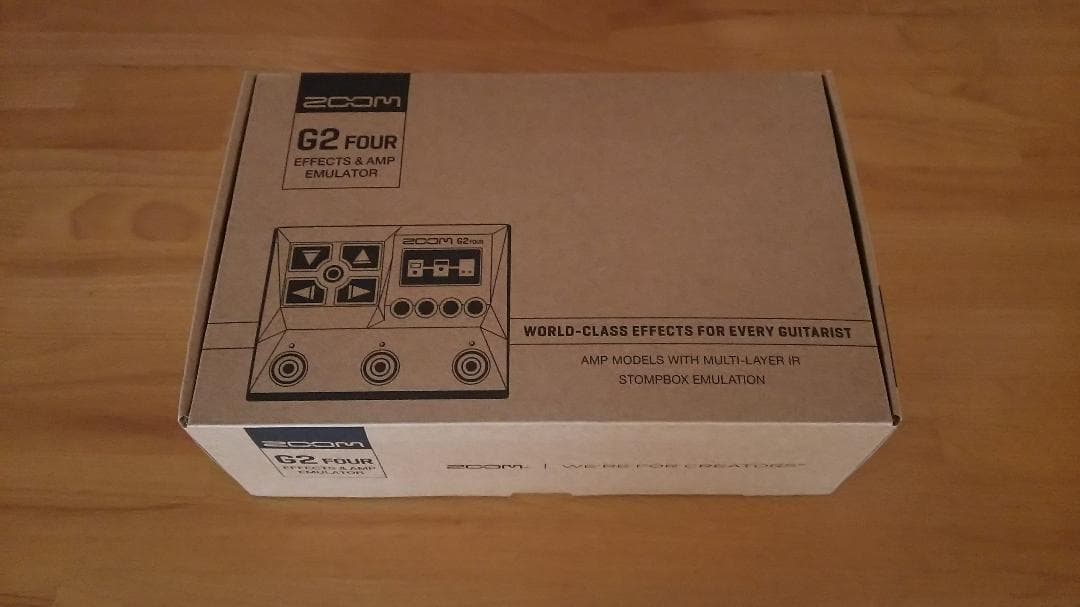 ZOOM
G2 FOUR
EFFECTS & AMP
EMULATOR
ZOOM G2 FOUR
WORLD-CLASS EFFECTS FOR EVERY GUITARIST
AMP MODELS WITH MULTI-LAYER IR
STOMPBOX EMULATION
ZOOM
G2 FOUR
EFFECTS & AMP
EMULATOR
ZOOM. | WE'RE FOR CREATORS™